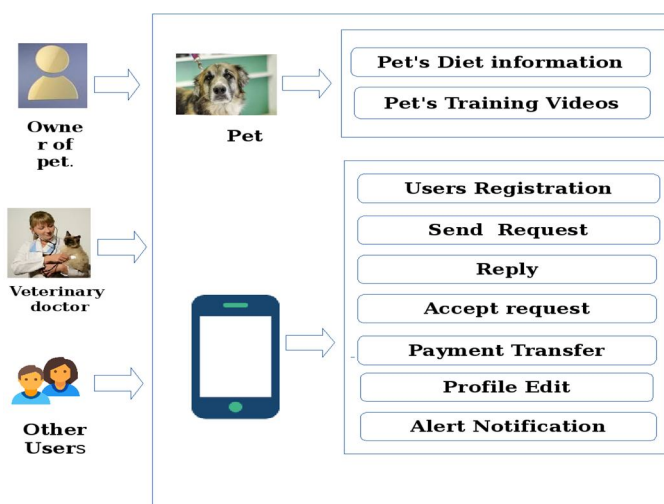 Owne
r of
pet.
Pet
Pet's Diet information
Pet's Training Videos
Veterinary
doctor
Other
Users
Users Registration
Send Request
Reply
Accept request
Payment Transfer
Profile Edit
Alert Notification